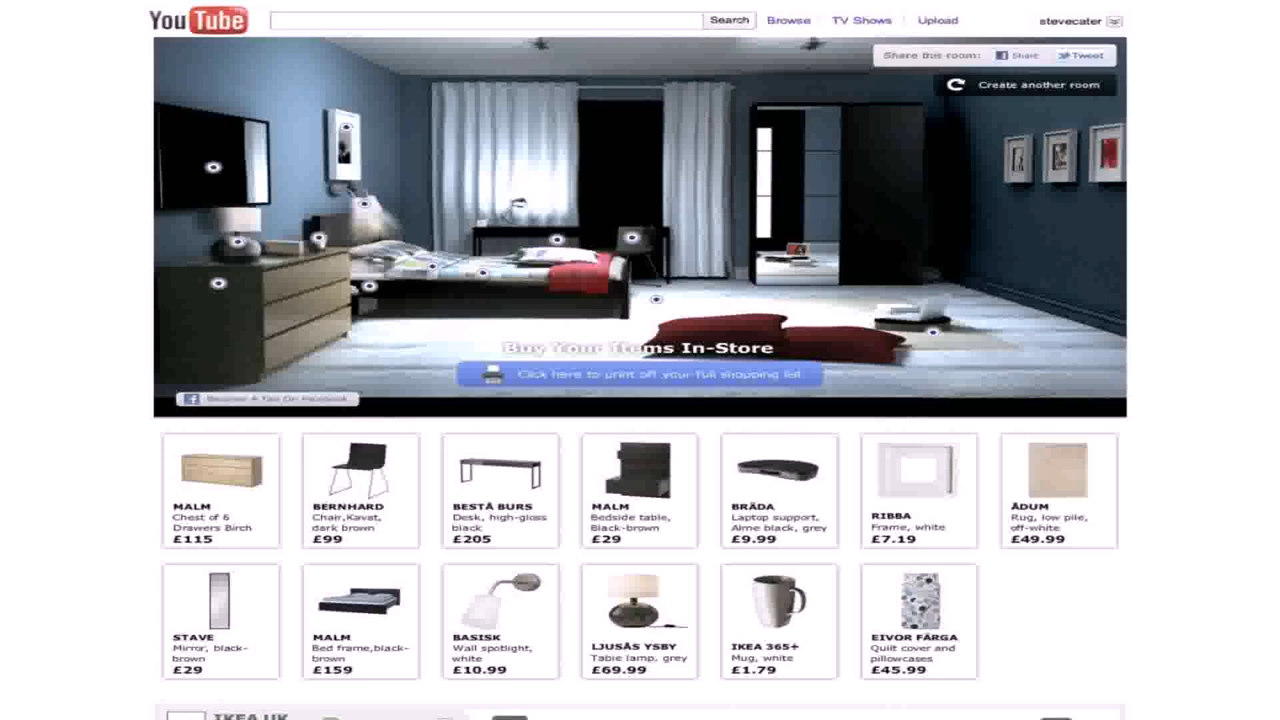 YouTube
Search
Browse
TV Shows
Upload
stevecater
Share this room: Share Tweet
Create another room
Buy Your Items In-Store
Click here to print off your full shopping list
Become A Fan On Facebook
MALM
Chest of 6
Drawers Birch
£115
BERNHARD
Chair,Kavat,
dark brown
£99
BESTÅ BURS
Desk, high-gloss
black
£205
MALM
Bedside table,
Black-brown
£29
BRÄDA
Laptop support,
Alme black, grey
£9.99
RIBBA
Frame, white
£7.19
ÅDUM
Rug, low pile,
off-white
£49.99
STAVE
Mirror, black-
brown
£29
MALM
Bed frame,black-
brown
£159
BASISK
Wall spotlight,
white
£10.99
LJUSÅS YSBY
Table lamp, grey
£69.99
IKEA 365+
Mug, white
£1.79
EIVOR FÄRGA
Quilt cover and
pillowcases
£45.99
IKEA UK